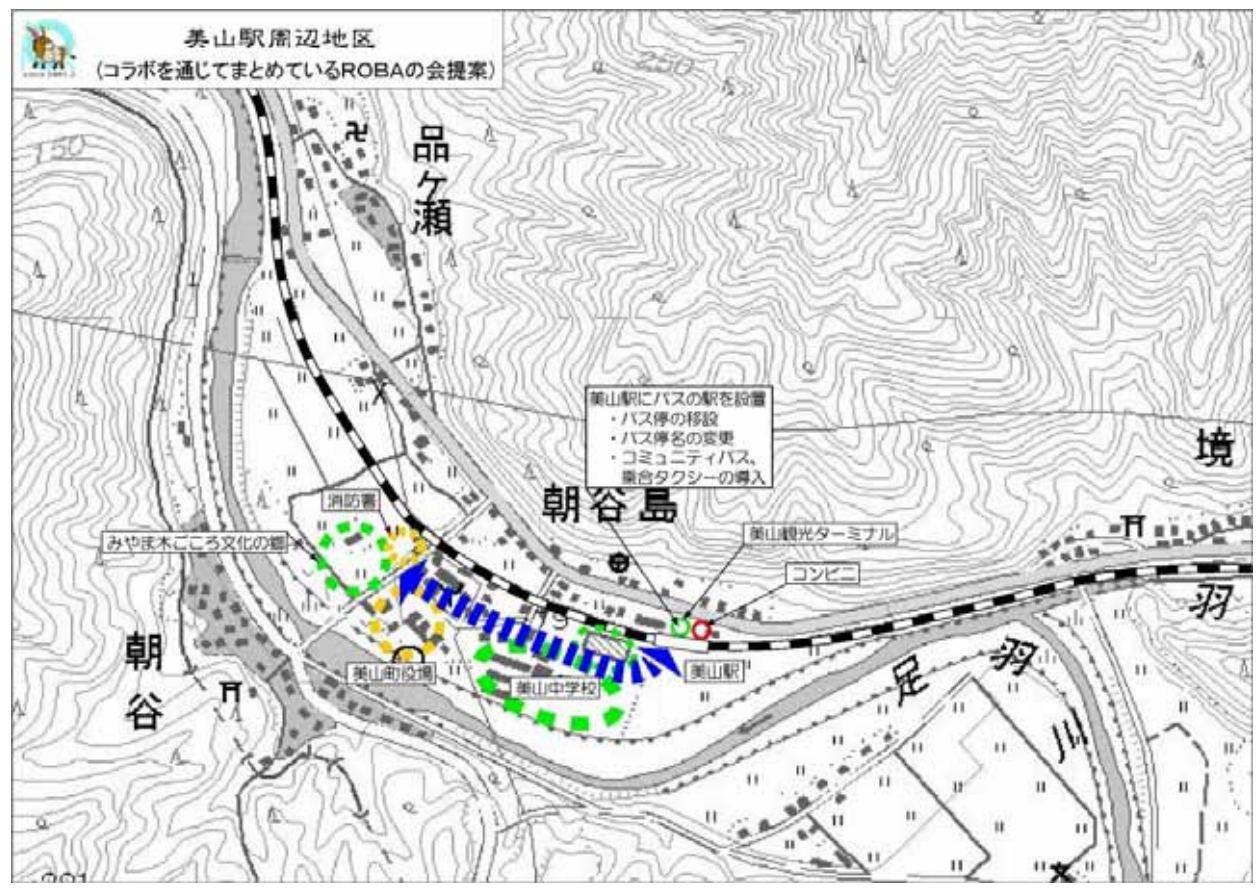 美山駅周辺地区
(コラボを通じてまとめているROBAの会提案)
250
150
品ヶ瀬
美山駅にバスの駅を設置
・バス停の移設
・バス停名の変更
・コミュニティバス、
乗合タクシーの導入
境
朝谷島
消防署
美山観光ターミナル
みやま木ごころ文化の郷
コンビニ
羽
朝谷
美山町役場
美山中学校
美山駅
足羽川